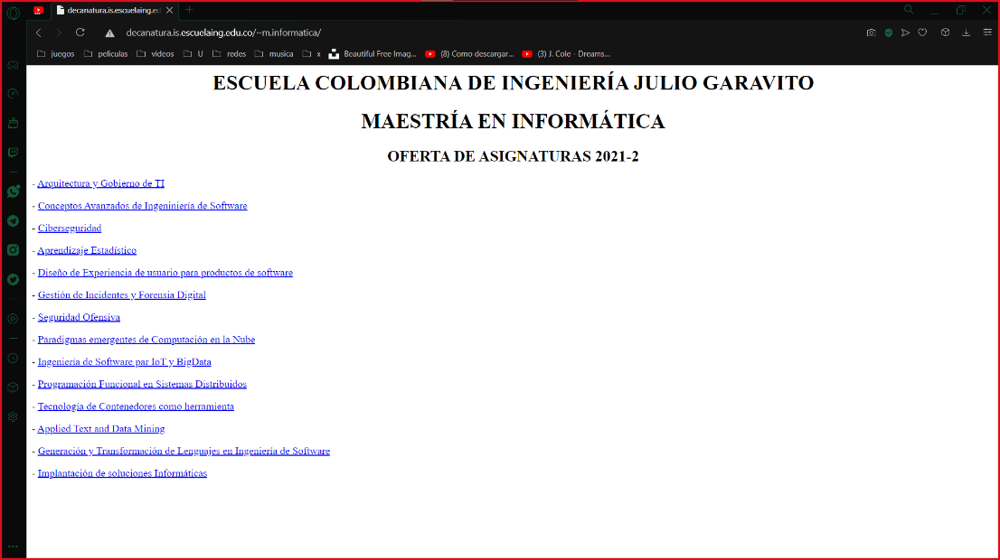 decanatura.is.escuelaing.ed
decanatura.is.escuelaing.edu.co/~m.informatica/
juegos peliculas videos U redes musica x Beautiful Free Imag... (8) Como descargar... (3) J. Cole - Dreams...
ESCUELA COLOMBIANA DE INGENIERÍA JULIO GARAVITO
MAESTRÍA EN INFORMÁTICA
OFERTA DE ASIGNATURAS 2021-2
- Arquitectura y Gobierno de TI
- Conceptos Avanzados de Ingeniniería de Software
- Ciberseguridad
- Aprendizaje Estadístico
- Diseño de Experiencia de usuario para productos de software
- Gestión de Incidentes y Forensia Digital
- Seguridad Ofensiva
- Paradigmas emergentes de Computación en la Nube
- Ingeniería de Software par IoT y BigData
- Programación Funcional en Sistemas Distribuidos
- Tecnología de Contenedores como herramienta
- Applied Text and Data Mining
- Generación y Transformación de Lenguajes en Ingeniería de Software
- Implantación de soluciones Informáticas